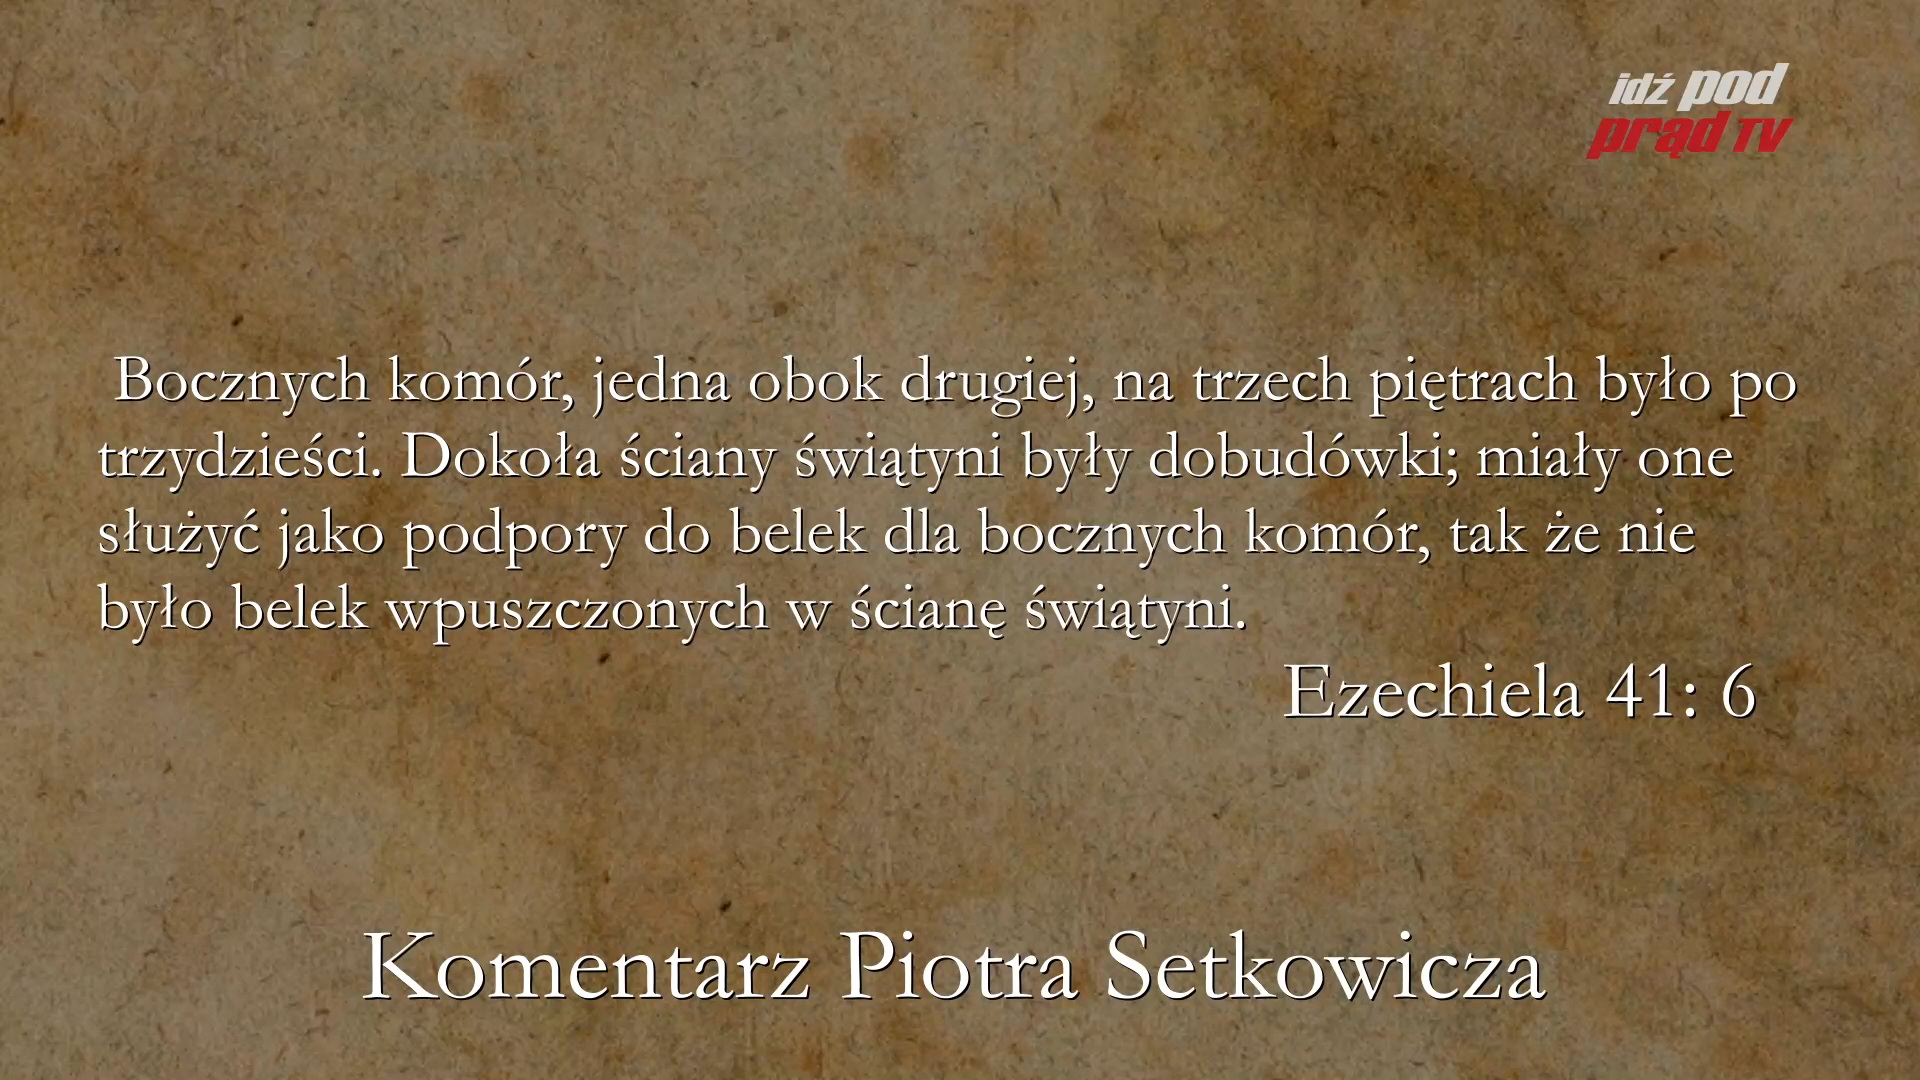 idź pod
prąd TV
Bocznych komór, jedna obok drugiej, na trzech piętrach było po
trzydzieści. Dokoła ściany świątyni były dobudówki; miały one
służyć jako podpory do belek dla bocznych komór, tak że nie
było belek wpuszczonych w ścianę świątyni.
Ezechiela 41: 6
Komentarz Piotra Setkowicza